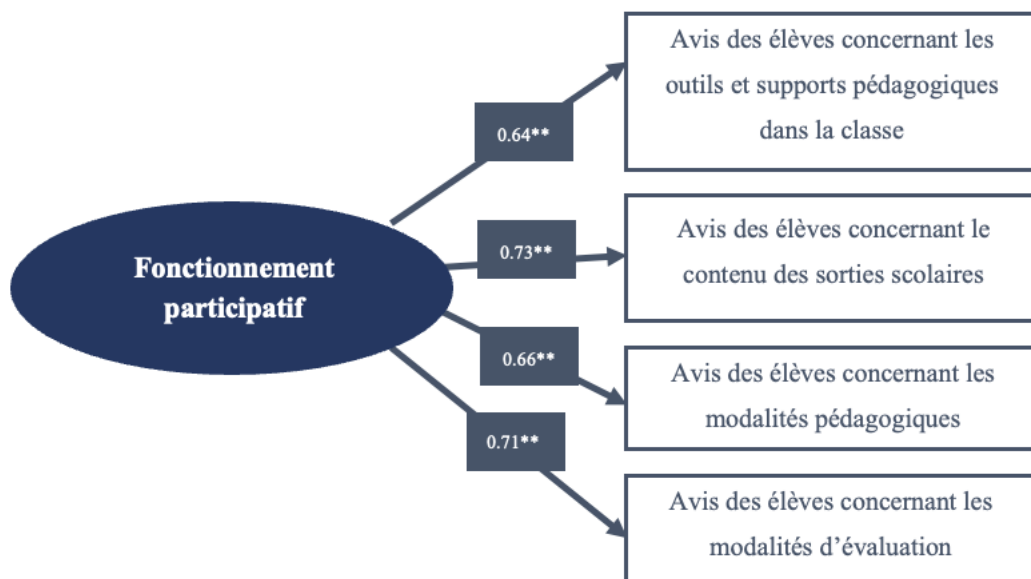 Avis des élèves concernant les
outils et supports pédagogiques
dans la classe
0.64**
Avis des élèves concernant le
contenu des sorties scolaires
0.73**
Fonctionnement
participatif
0.66**
Avis des élèves concernant les
modalités pédagogiques
0.71**
Avis des élèves concernant les
modalités d’évaluation